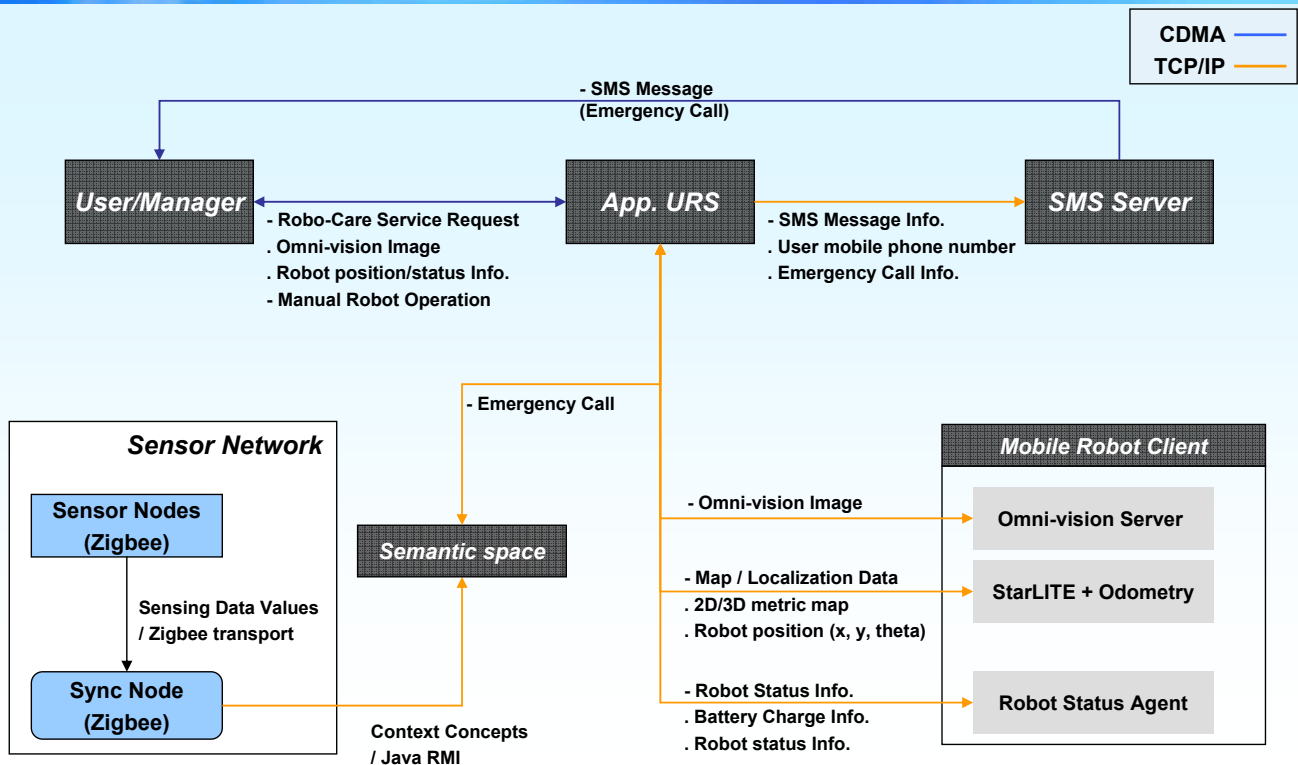 CDMA
TCP/IP
- SMS Message
(Emergency Call)
User/Manager
App. URS
SMS Server
- Robo-Care Service Request
. Omni-vision Image
. Robot position/status Info.
- Manual Robot Operation
- SMS Message Info.
. User mobile phone number
. Emergency Call Info.
- Emergency Call
Sensor Network
Sensor Nodes
(Zigbee)
Sensing Data Values
/ Zigbee transport
Sync Node
(Zigbee)
Semantic space
Context Concepts
/ Java RMI
Mobile Robot Client
- Omni-vision Image
Omni-vision Server
- Map / Localization Data
. 2D/3D metric map
. Robot position (x, y, theta)
StarLITE + Odometry
- Robot Status Info.
. Battery Charge Info.
. Robot status Info.
Robot Status Agent